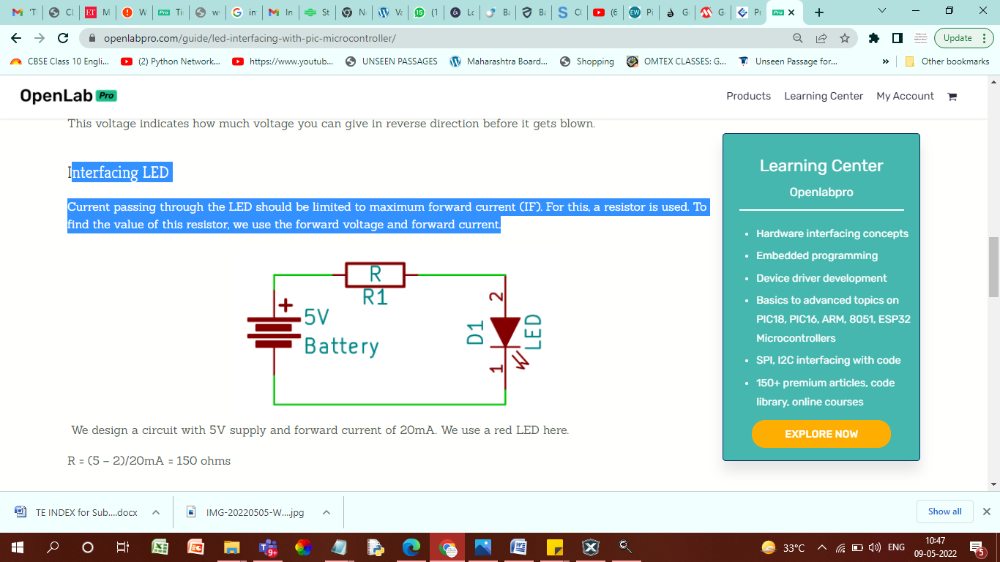 'T
Cl
M
W
Pro Ti
w
in
In
St
N
Va
(1
Lo
Ba
Ba
CC
(6
Pi
G
G
Pr
Pro
openlabpro.com/guide/led-interfacing-with-pic-microcontroller/
Update
CBSE Class 10 Engli...
(2) Python Network...
https://www.youtub...
UNSEEN PASSAGES
Maharashtra Board...
Shopping
OMTEX CLASSES: G...
Unseen Passage for...
»
Other bookmarks
OpenLab Pro
Products Learning Center My Account
This voltage indicates how much voltage you can give in reverse direction before it gets blown.
Interfacing LED
Current passing through the LED should be limited to maximum forward current (IF). For this, a resistor is used. To
find the value of this resistor, we use the forward voltage and forward current.
R
R1
+
5V
Battery
2
D1
LED
1
We design a circuit with 5V supply and forward current of 20mA. We use a red LED here.
R = (5 – 2)/20mA = 150 ohms
Learning Center
Openlabpro
• Hardware interfacing concepts
• Embedded programming
• Device driver development
• Basics to advanced topics on
PIC18, PIC16, ARM, 8051, ESP32
Microcontrollers
• SPI, I2C interfacing with code
• 150+ premium articles, code
library, online courses
EXPLORE NOW
TE INDEX for Sub....docx
IMG-20220505-W....jpg
Show all
9+
33°C
ENG
10:47
09-05-2022
5